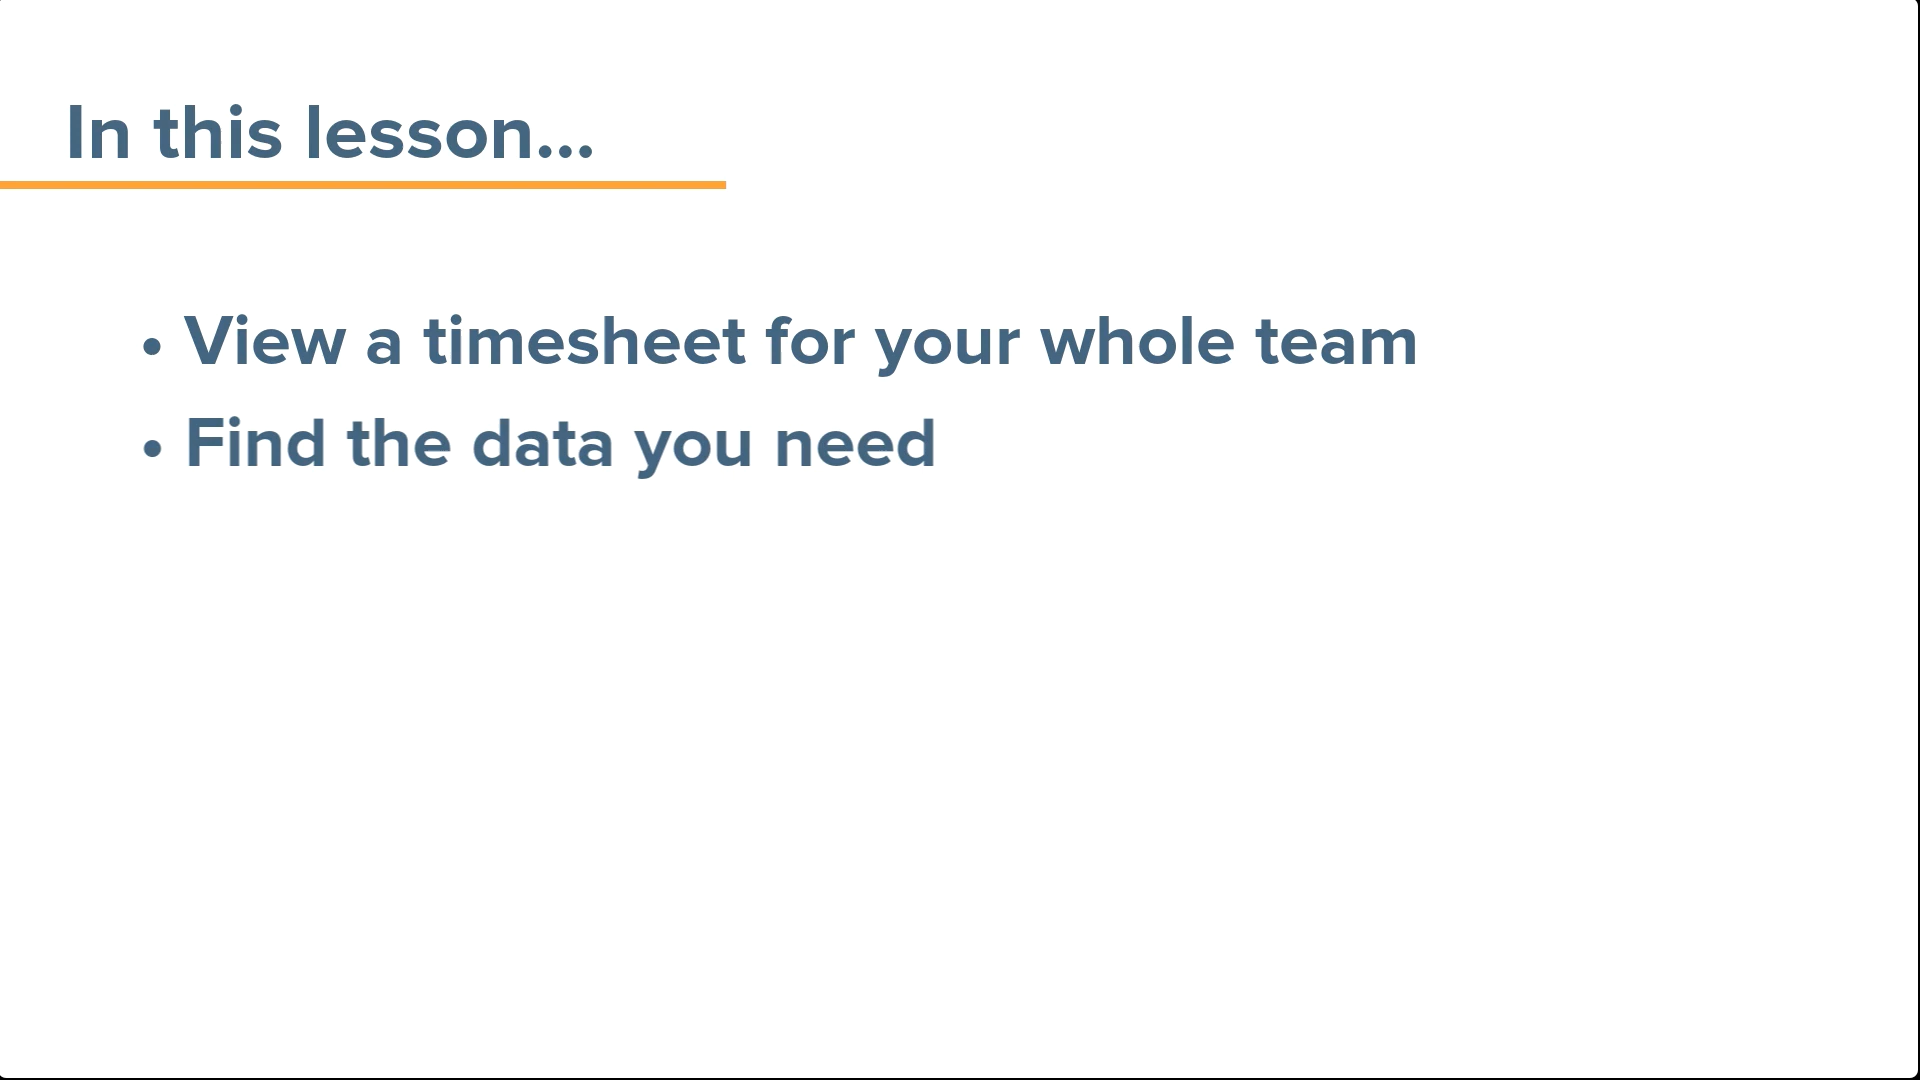 In this lesson...
• View a timesheet for your whole team
• Find the data you need